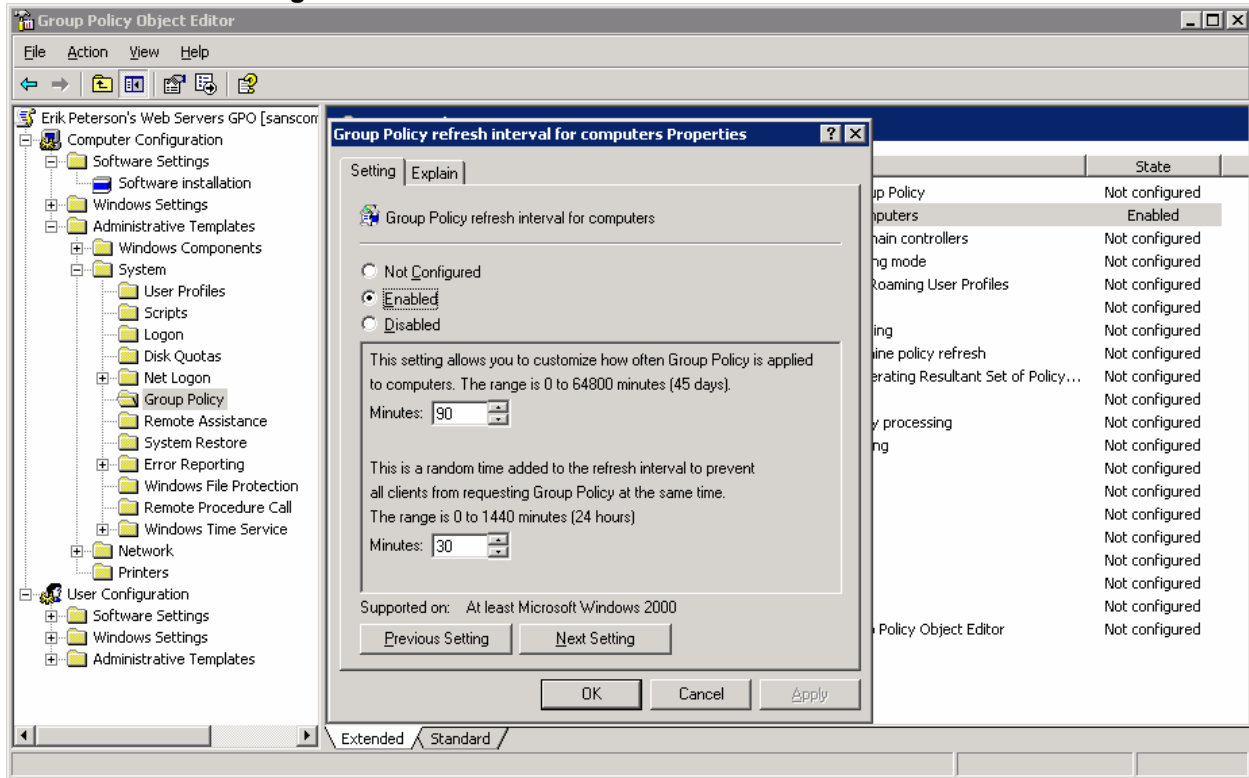 Group Policy Object Editor
File Action View Help
Erik Peterson's Web Servers GPO [sanscom
Computer Configuration
Software Settings
Software installation
Windows Settings
Administrative Templates
Windows Components
System
User Profiles
Scripts
Logon
Disk Quotas
Net Logon
Group Policy
Remote Assistance
System Restore
Error Reporting
Windows File Protection
Remote Procedure Call
Windows Time Service
Network
Printers
User Configuration
Software Settings
Windows Settings
Administrative Templates
Group Policy refresh interval for computers Properties
Setting Explain
Group Policy refresh interval for computers
Not Configured
Enabled
Disabled
This setting allows you to customize how often Group Policy is applied
to computers. The range is 0 to 64800 minutes (45 days).
Minutes: 90
This is a random time added to the refresh interval to prevent
all clients from requesting Group Policy at the same time.
The range is 0 to 1440 minutes (24 hours)
Minutes: 30
Supported on: At least Microsoft Windows 2000
Previous Setting Next Setting
OK Cancel Apply
State
up Policy Not configured
nputers Enabled
nain controllers Not configured
ng mode Not configured
Roaming User Profiles Not configured
Not configured
ing Not configured
ine policy refresh Not configured
erating Resultant Set of Policy... Not configured
Not configured
y processing Not configured
ng Not configured
Not configured
Not configured
Not configured
Not configured
Not configured
Not configured
Not configured
Policy Object Editor Not configured
Extended Standard